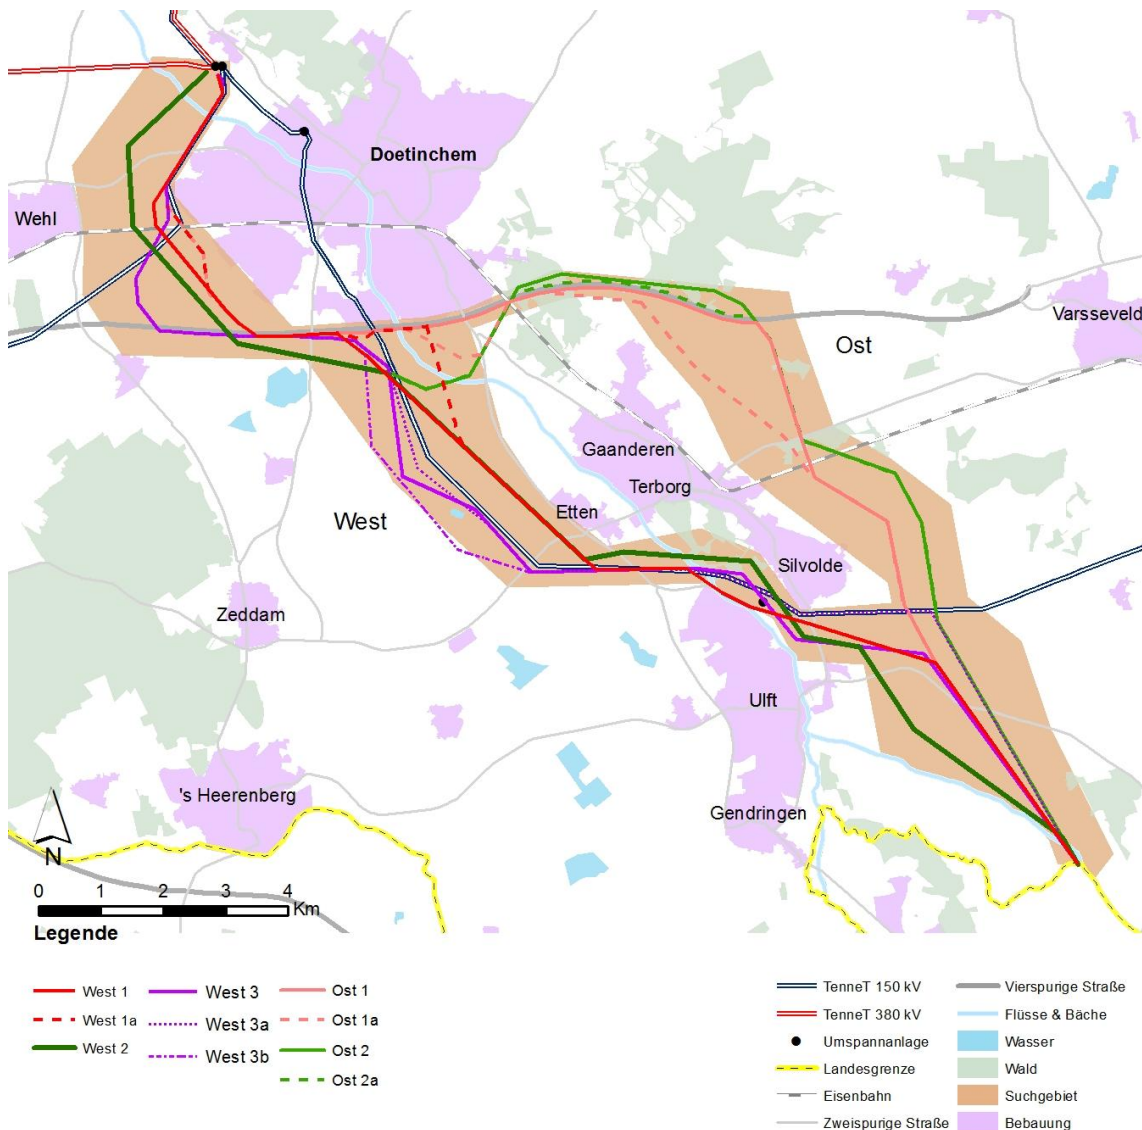 Doetinchem
Wehl
Varsseveld
Ost
Gaanderen
Terborg
Etten
West
Silvolde
Zeddam
Ulft
's Heerenberg
Gendringen
N
0 1 2 3 4
Km
Legende
West 1
West 1a
West 2
West 3
West 3a
West 3b
Ost 1
Ost 1a
Ost 2
Ost 2a
TenneT 150 kV
TenneT 380 kV
Umspannanlage
Landesgrenze
Eisenbahn
Zweispurige Straße
Vierspurige Straße
Flüsse & Bäche
Wasser
Wald
Suchgebiet
Bebauung